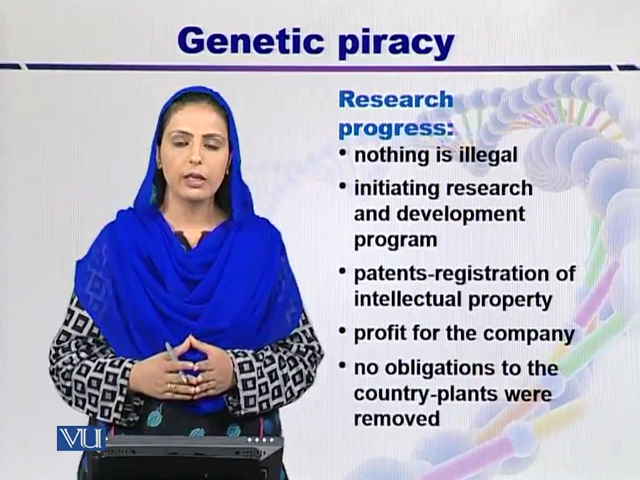 Genetic piracy
Research
progress:
• nothing is illegal
• initiating research
and development
program
• patents-registration of
intellectual property
• profit for the company
• no obligations to the
country-plants were
removed
VU